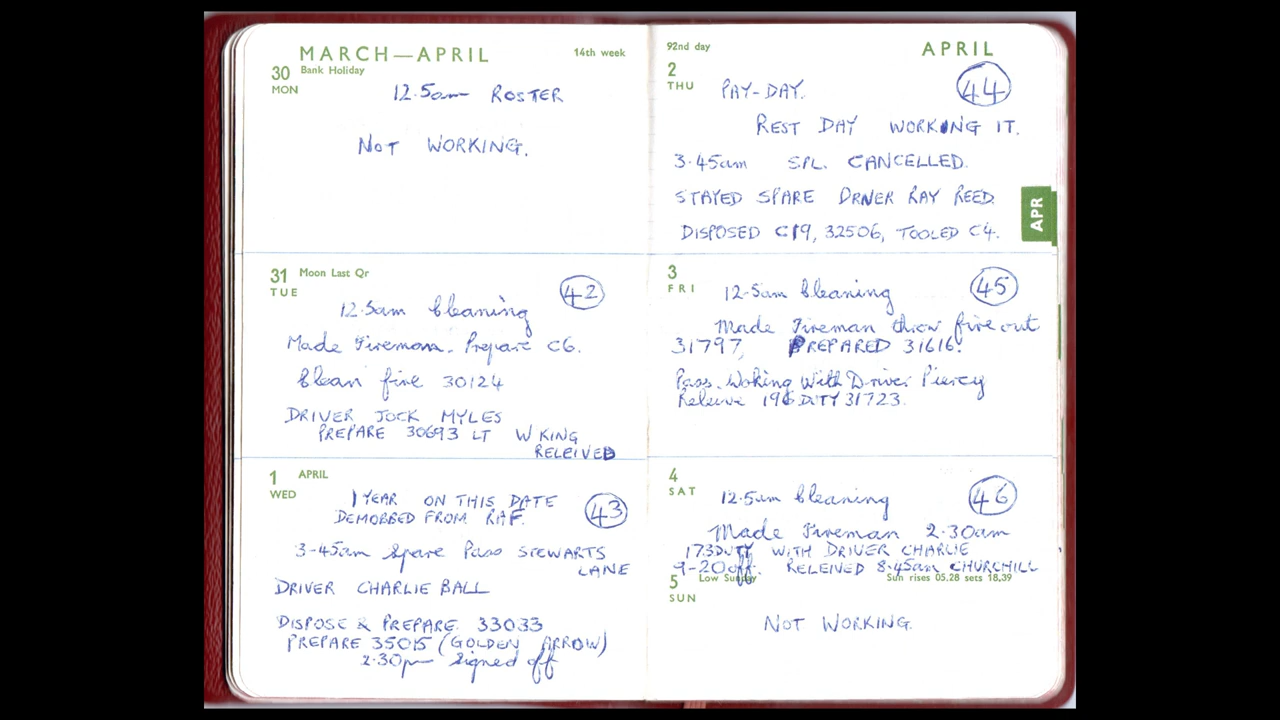 MARCH—APRIL 14th week
30 Bank Holiday
MON
12.5am ROSTER
NOT WORKING.
31 Moon Last Qr
TUE
42
12.5am Cleaning
Made Fireman. Prepare C6.
Clean fire 30124
DRIVER JOCK MYLES
PREPARE 30693 LT W KING
RELEIVED
1 APRIL
WED
1 YEAR ON THIS DATE
DEMOBBED FROM RAF.
43
3-45am Spare Pass STEWARTS
LANE
DRIVER CHARLIE BALL
DISPOSE & PREPARE 33033
PREPARE 35015 (GOLDEN ARROW)
2.30pm Signed off
92nd day APRIL
2
THU
PAY-DAY.
44
REST DAY WORKING IT.
3.45am SPL. CANCELLED.
STAYED SPARE DRIVER RAY REED.
DISPOSED C19, 32506, TOOLED C4.
APR
3
FRI
12-5am Cleaning
45
Made Fireman throw fire out
31797, PREPARED 31616.
Pass. Woking With Driver Piercy
Releive 196 DUTY 31723.
4
SAT
12.5am Cleaning
46
Made Fireman 2.30am
173 DUTY WITH DRIVER CHARLIE
9-20 off. RELEIVED 8.45am CHURCHILL
5 Low Sunday Sun rises 05.28 sets 18.39
SUN
NOT WORKING.